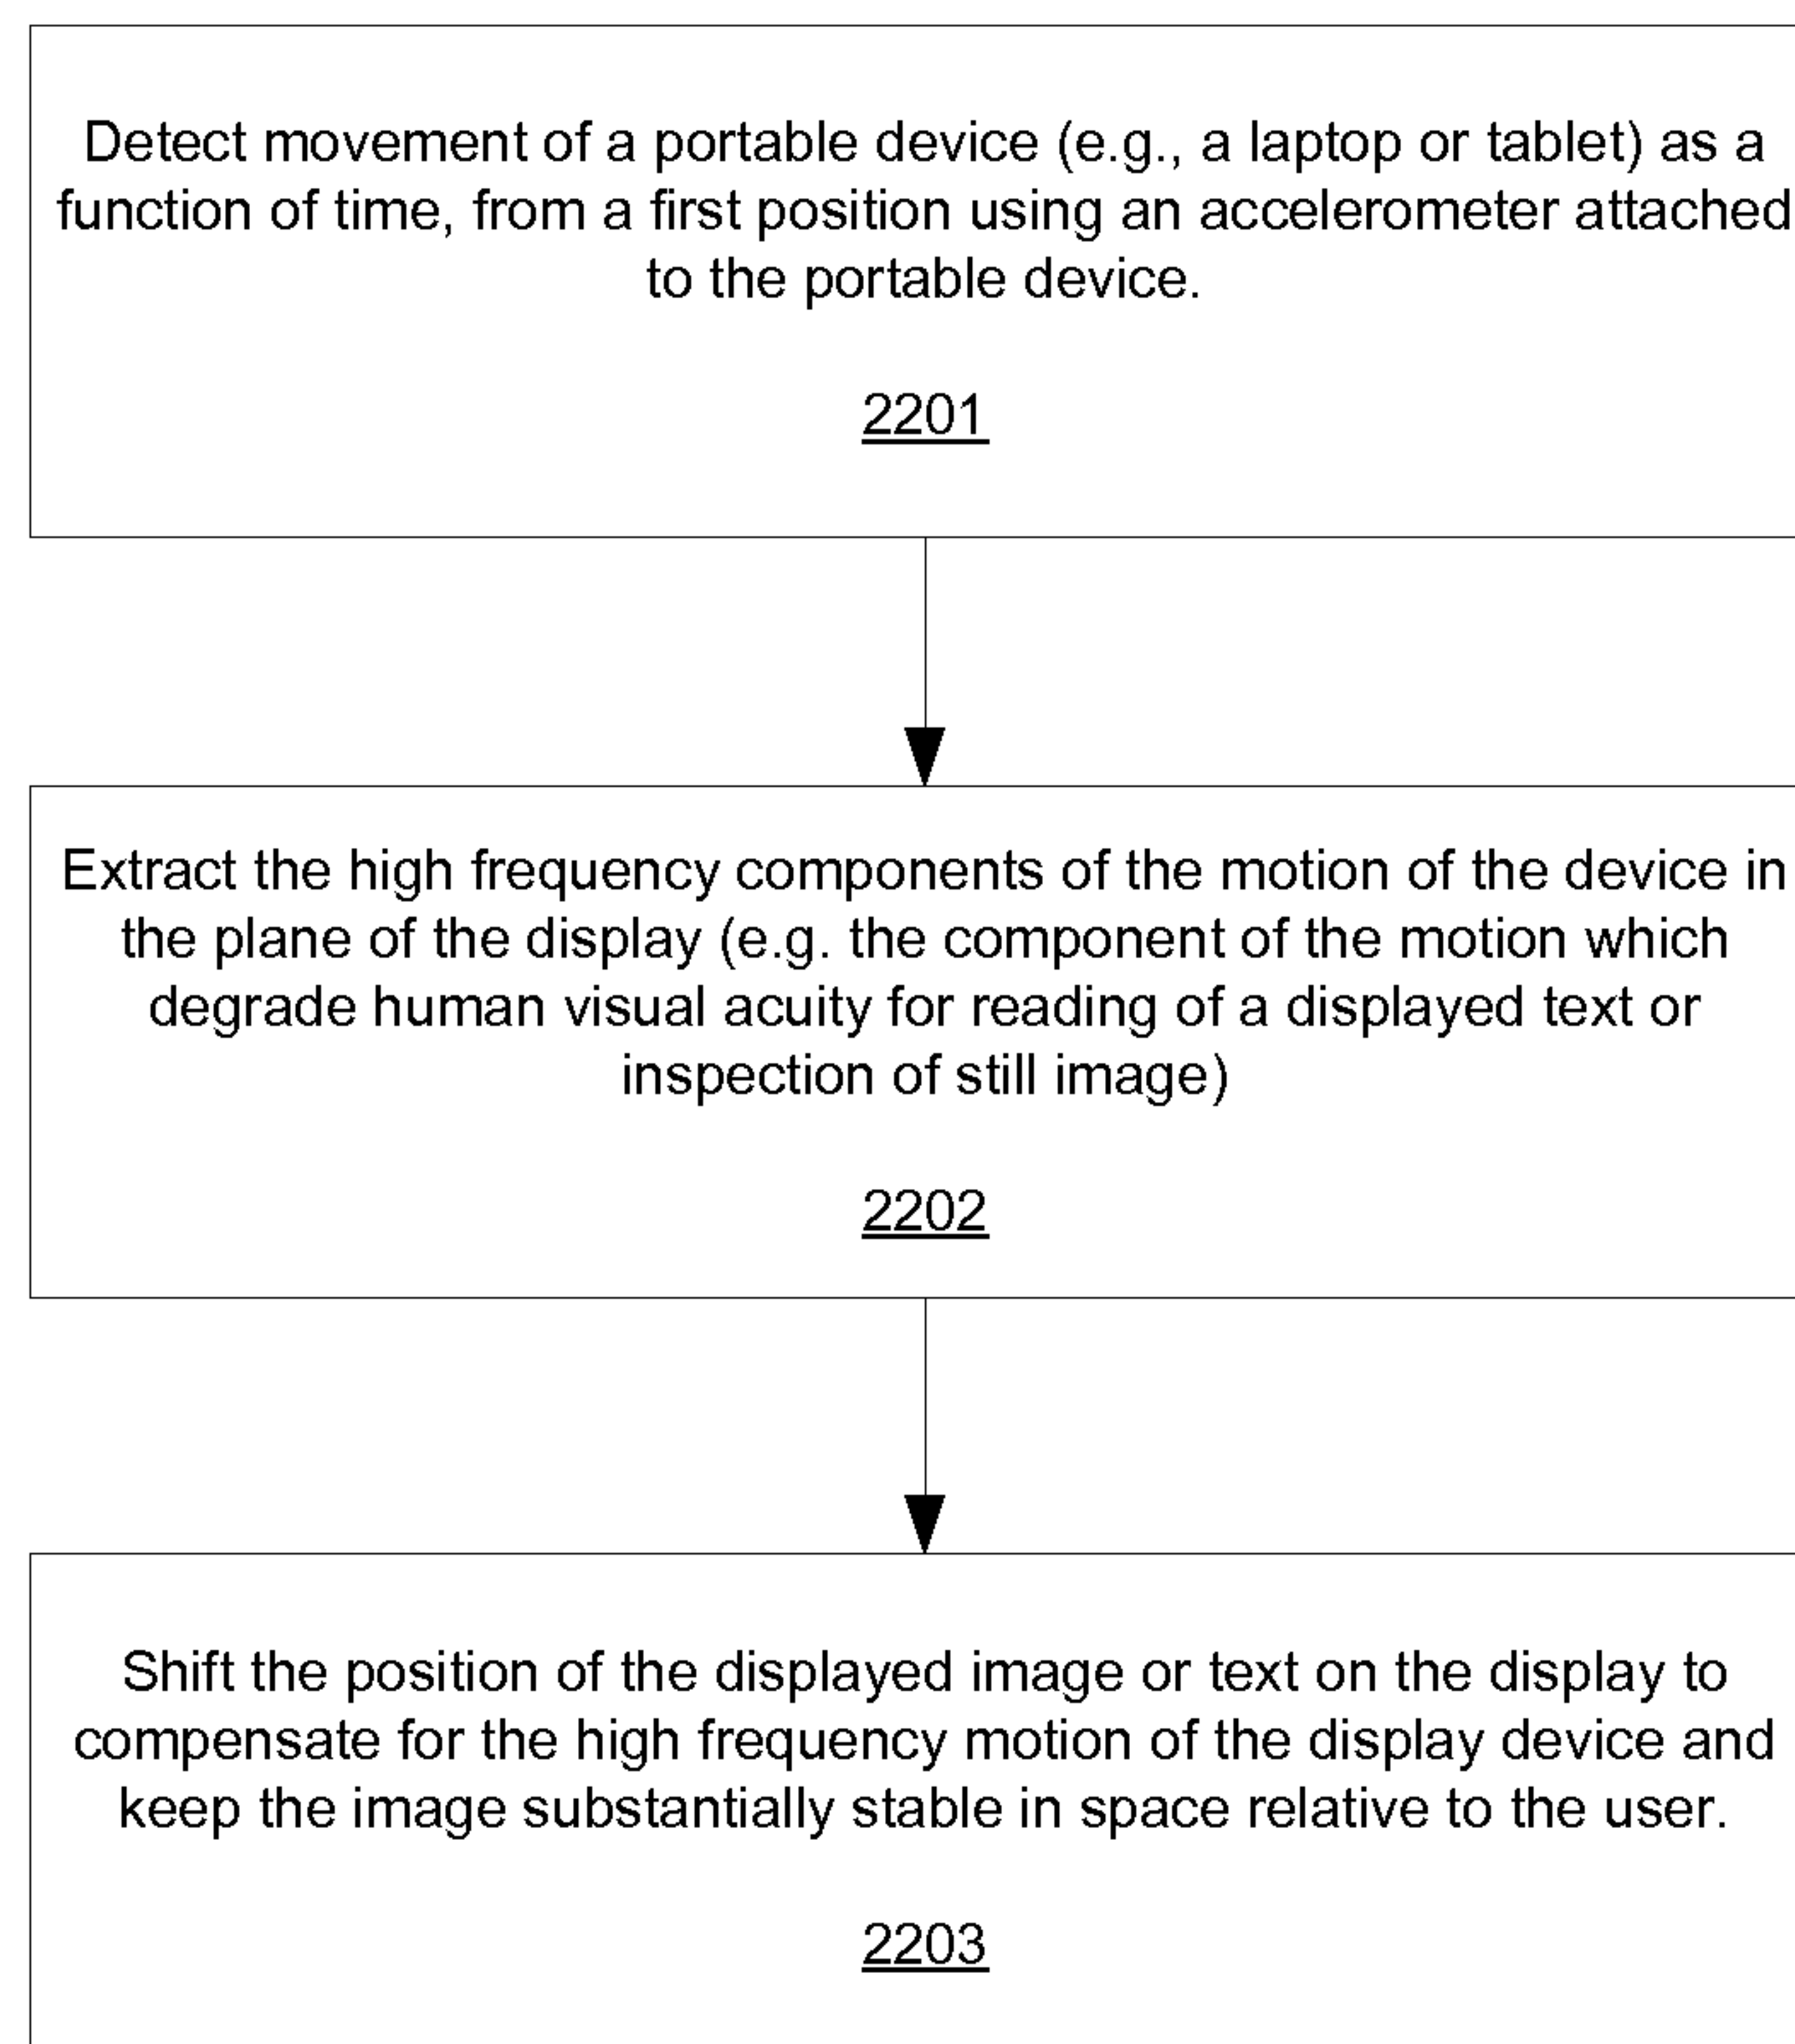 Detect movement of a portable device (e.g., a laptop or tablet) as a
function of time, from a first position using an accelerometer attached
to the portable device.
2201
Extract the high frequency components of the motion of the device in
the plane of the display (e.g. the component of the motion which
degrade human visual acuity for reading of a displayed text or
inspection of still image)
2202
Shift the position of the displayed image or text on the display to
compensate for the high frequency motion of the display device and
keep the image substantially stable in space relative to the user.
2203